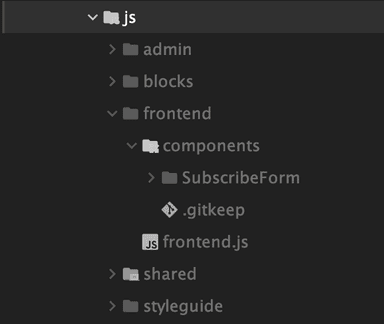 js
admin
blocks
frontend
components
SubscribeForm
.gitkeep
JS frontend.js
shared
styleguide